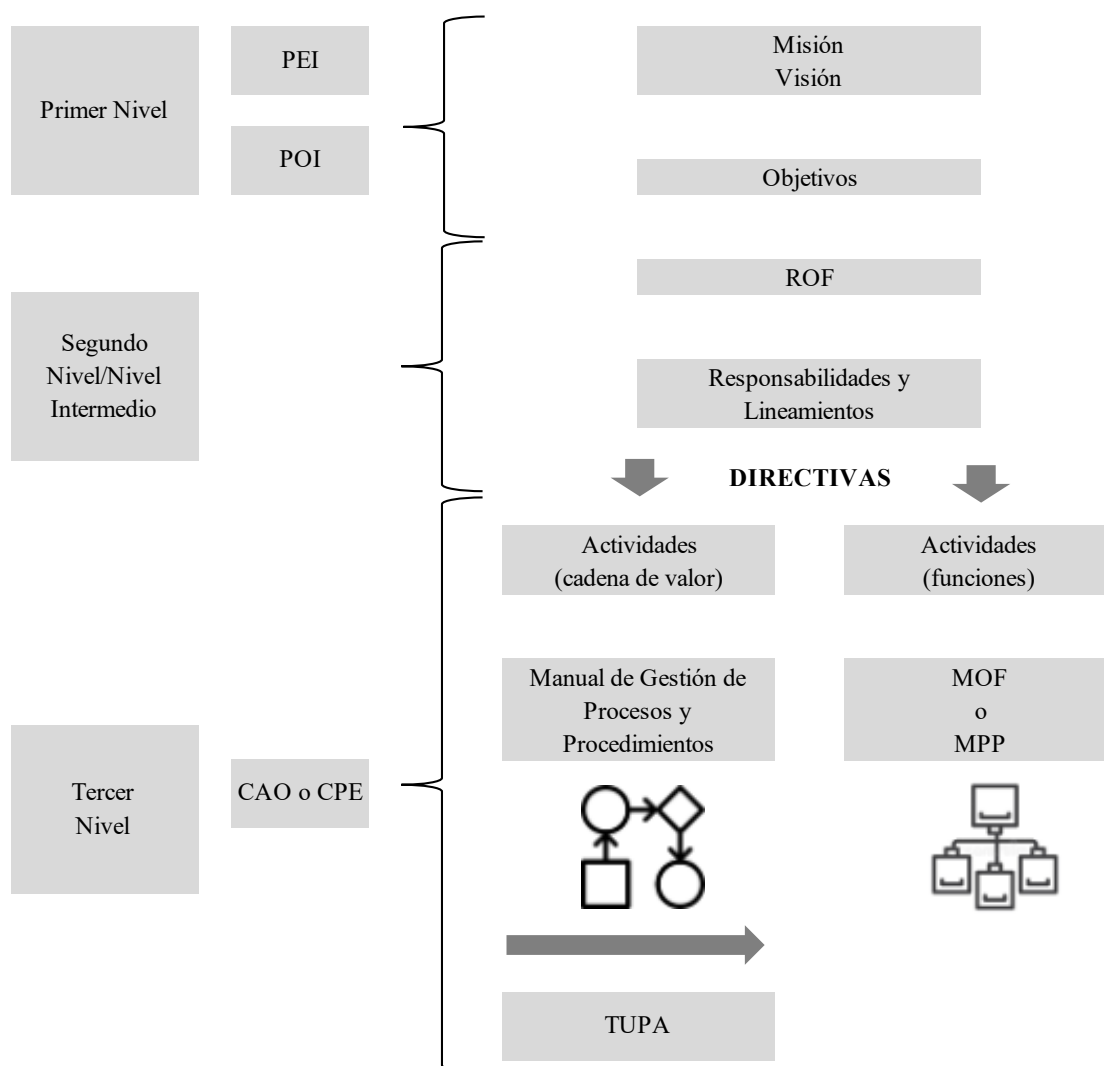 Primer Nivel
PEI
POI
Misión
Visión
Objetivos
Segundo
Nivel/Nivel
Intermedio
ROF
Responsabilidades y
Lineamientos
DIRECTIVAS
Tercer
Nivel
CAO o CPE
Actividades
(cadena de valor)
Actividades
(funciones)
Manual de Gestión de
Procesos y
Procedimientos
MOF
o
MPP
TUPA